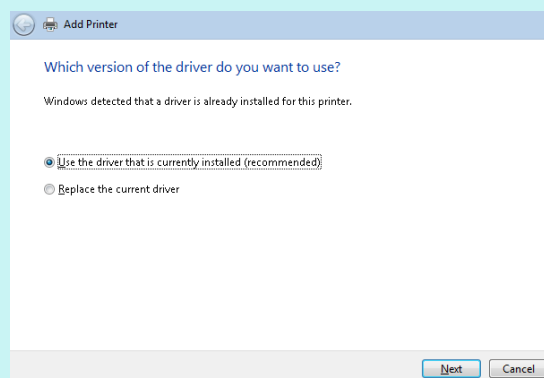 Add Printer
Which version of the driver do you want to use?
Windows detected that a driver is already installed for this printer.
Use the driver that is currently installed (recommended)
Replace the current driver
Next Cancel